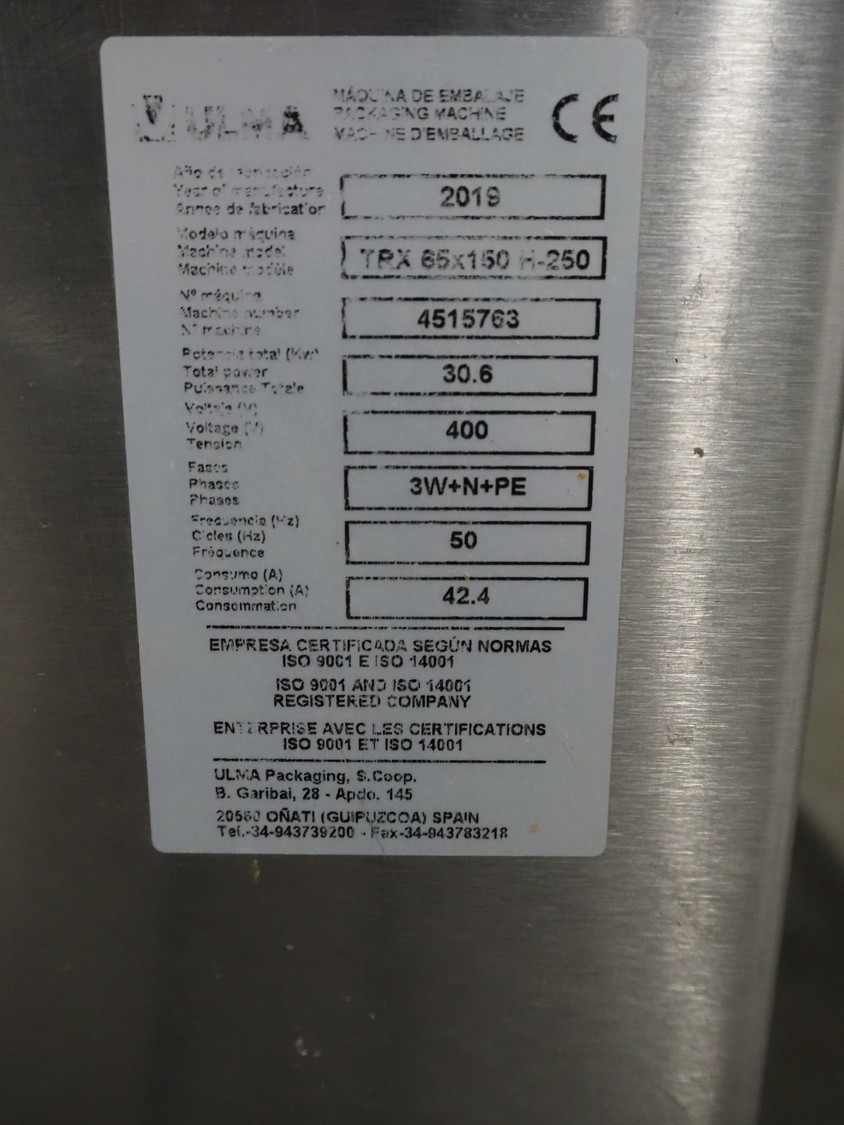 ULMA
MÁQUINA DE EMBALAJE
PACKAGING MACHINE
MACHINE D'EMBALLAGE
CE
Año de fabricación
Year of manufacture
Annee de fabrication
2019
Modelo máquina
Machine model
Machine modèle
TPX 65x150 H-250
Nº máquina
Machine number
N° machine
4515763
Potencia total (Kw)
Total power
Puissance Totale
30.6
Voltaje (V)
Voltage (V)
Tension
400
Fases
Phases
Phases
3W+N+PE
Frecuencia (Hz)
Cicles (Hz)
Fréquence
50
Consumo (A)
Consumption (A)
Consommation
42.4
EMPRESA CERTIFICADA SEGÚN NORMAS
ISO 9001 E ISO 14001
ISO 9001 AND ISO 14001
REGISTERED COMPANY
ENTERPRISE AVEC LES CERTIFICATIONS
ISO 9001 ET ISO 14001
ULMA Packaging, S.Coop.
B. Garibai, 28 - Apdo. 145
20560 OÑATI (GUIPUZCOA) SPAIN
Tel.-34-943739200 - Fax-34-943783218